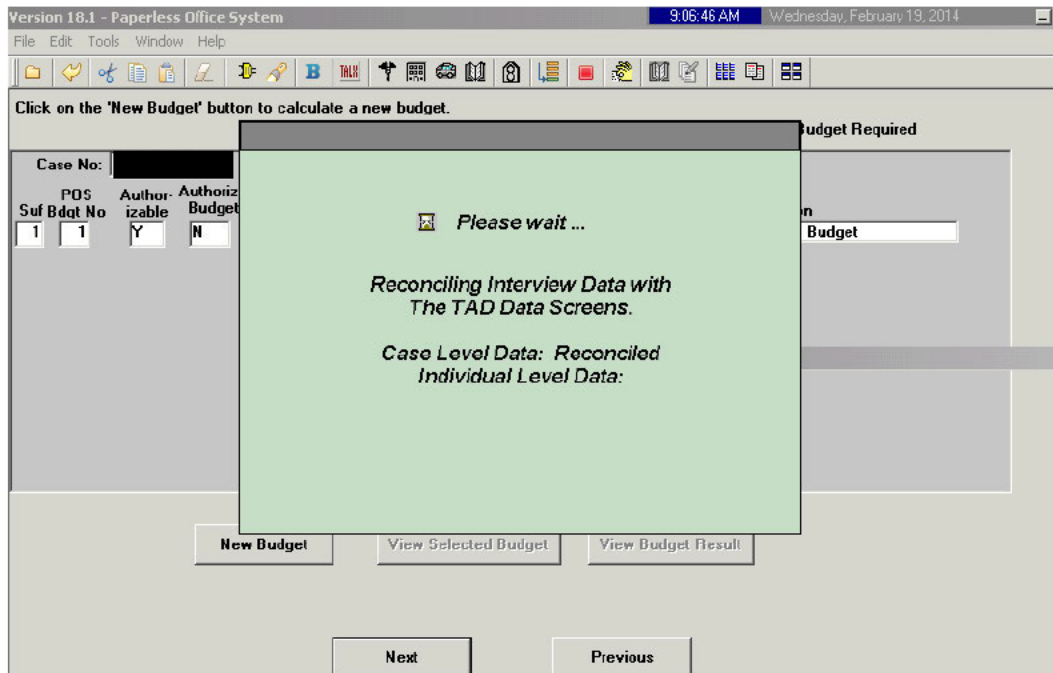 Version 18.1 - Paperless Office System 9:06:46 AM Wednesday, February 19, 2014
File Edit Tools Window Help
B TALX
Click on the 'New Budget' button to calculate a new budget.
Budget Required
Case No:
Suf POS Bdgt No Author-izable Authoriz Budget on
1 1 Y N Budget
Please wait ...
Reconciling Interview Data with
The TAD Data Screens.
Case Level Data: Reconciled
Individual Level Data:
New Budget View Selected Budget View Budget Result
Next Previous